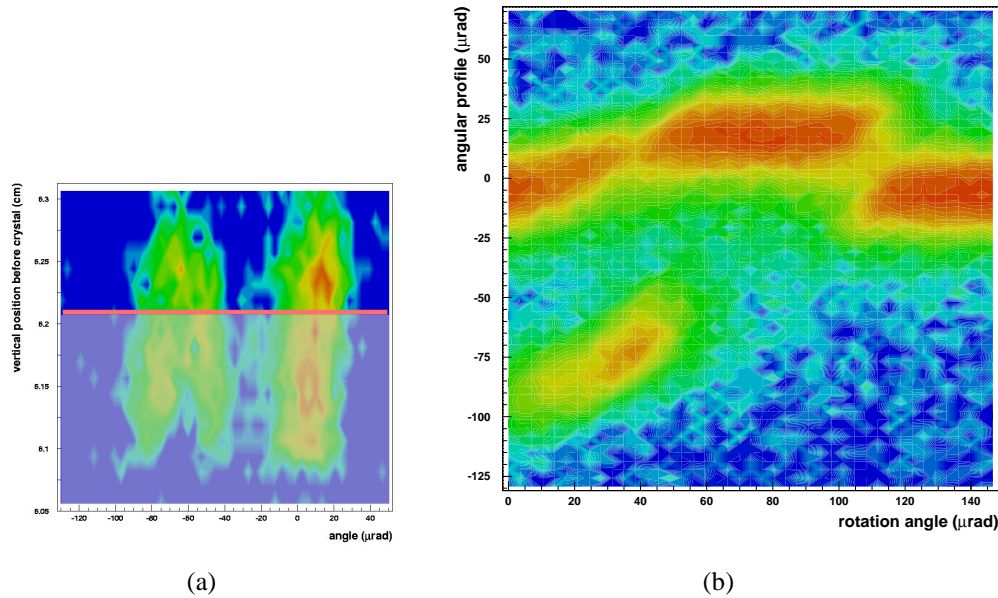 vertical position before crystal (cm)
6.3
6.25
6.2
6.15
6.1
6.05
-120 -100 -80 -60 -40 -20 0 20 40
angle (μrad)
(a)
angular profile (μrad)
50
25
0
-25
-50
-75
-100
-125
0 20 40 60 80 100 120 140
rotation angle (μrad)
(b)